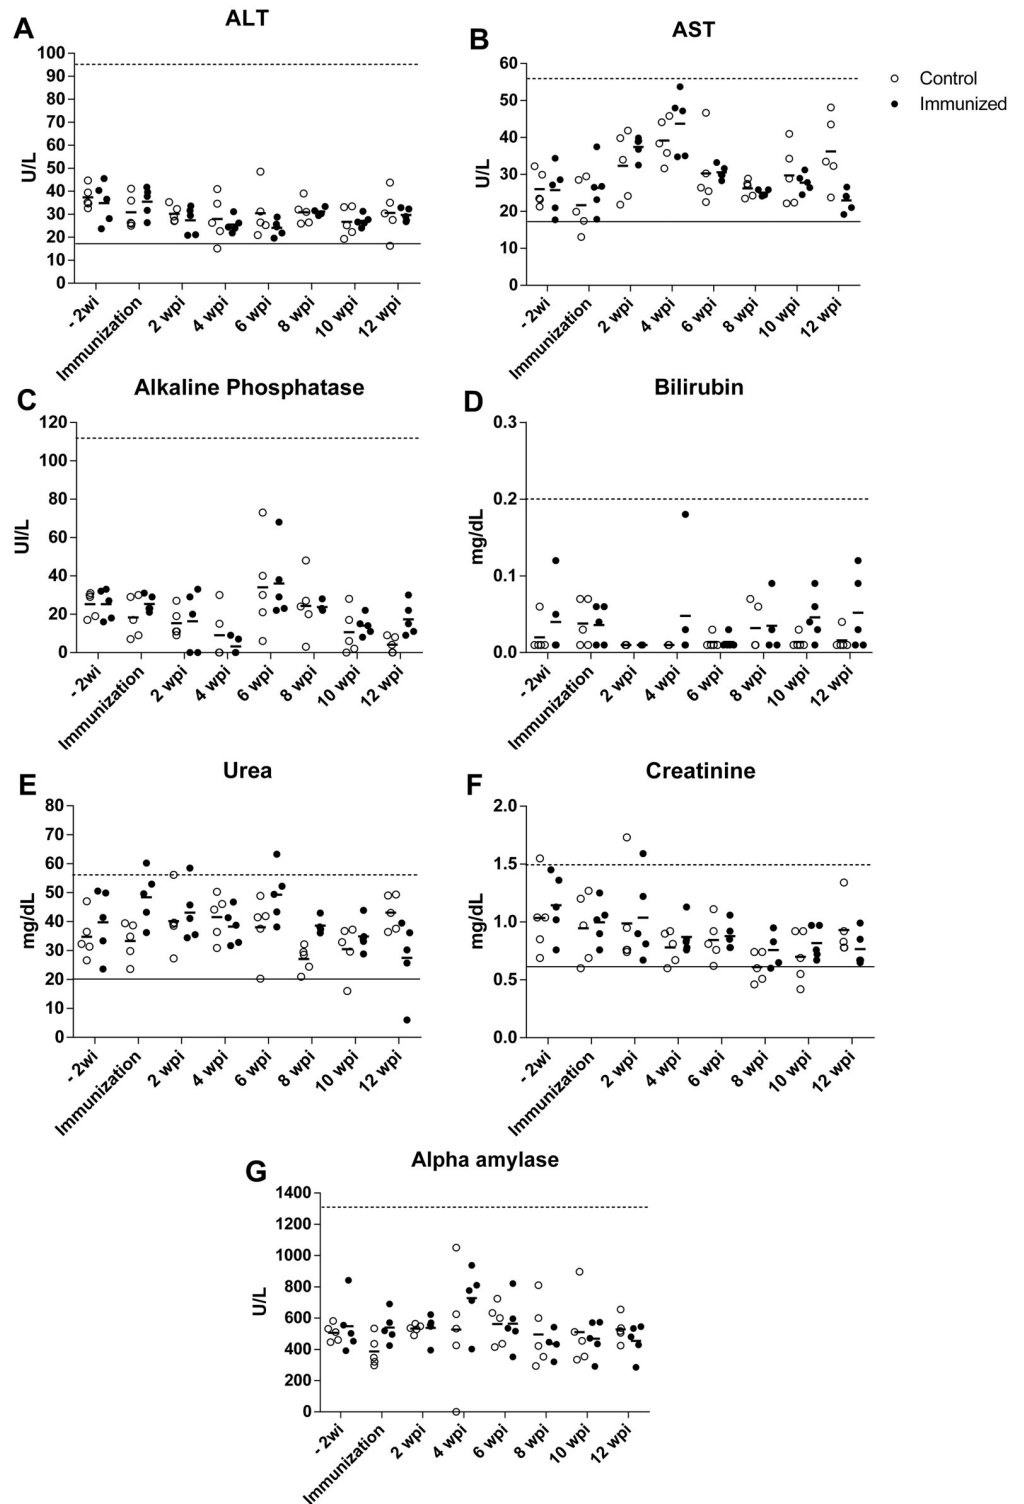 A
ALT
100
90
80
70
60
50
40
30
20
10
0
U/L
- 2wi
Immunization
2 wpi
4 wpi
6 wpi
8 wpi
10 wpi
12 wpi
B
AST
60
50
40
30
20
10
0
U/L
- 2wi
Immunization
2 wpi
4 wpi
6 wpi
8 wpi
10 wpi
12 wpi
Control
Immunized
C
Alkaline Phosphatase
120
100
80
60
40
20
0
UI/L
- 2wi
Immunization
2 wpi
4 wpi
6 wpi
8 wpi
10 wpi
12 wpi
D
Bilirubin
0.3
0.2
0.1
0.0
mg/dL
- 2wi
Immunization
2 wpi
4 wpi
6 wpi
8 wpi
10 wpi
12 wpi
E
Urea
80
70
60
50
40
30
20
10
0
mg/dL
- 2wi
Immunization
2 wpi
4 wpi
6 wpi
8 wpi
10 wpi
12 wpi
F
Creatinine
2.0
1.5
1.0
0.5
0.0
mg/dL
- 2wi
Immunization
2 wpi
4 wpi
6 wpi
8 wpi
10 wpi
12 wpi
G
Alpha amylase
1400
1200
1000
800
600
400
200
0
U/L
- 2wi
Immunization
2 wpi
4 wpi
6 wpi
8 wpi
10 wpi
12 wpi